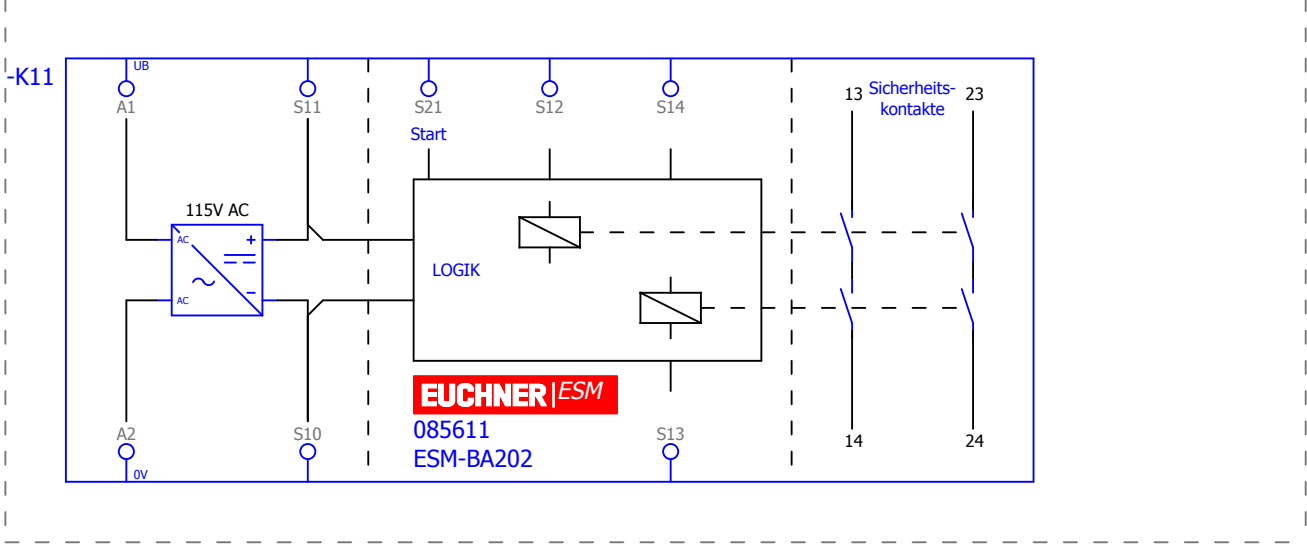 -K11
UB
A1
S11
S21
S12
S14
13
Sicherheits-
kontakte
23
Start
115V AC
AC
+
AC
-
LOGIK
EUCHNER|ESM
085611
ESM-BA202
A2
S10
S13
14
24
0V